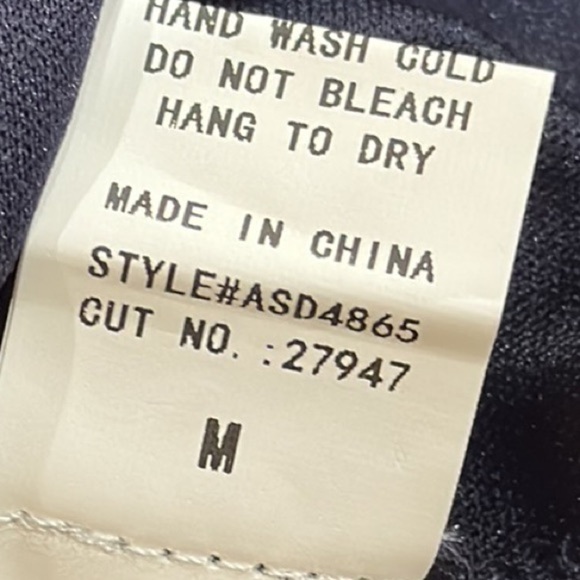 HAND WASH COLD
DO NOT BLEACH
HANG TO DRY
MADE IN CHINA
STYLE#ASD4865
CUT NO. :27947
M